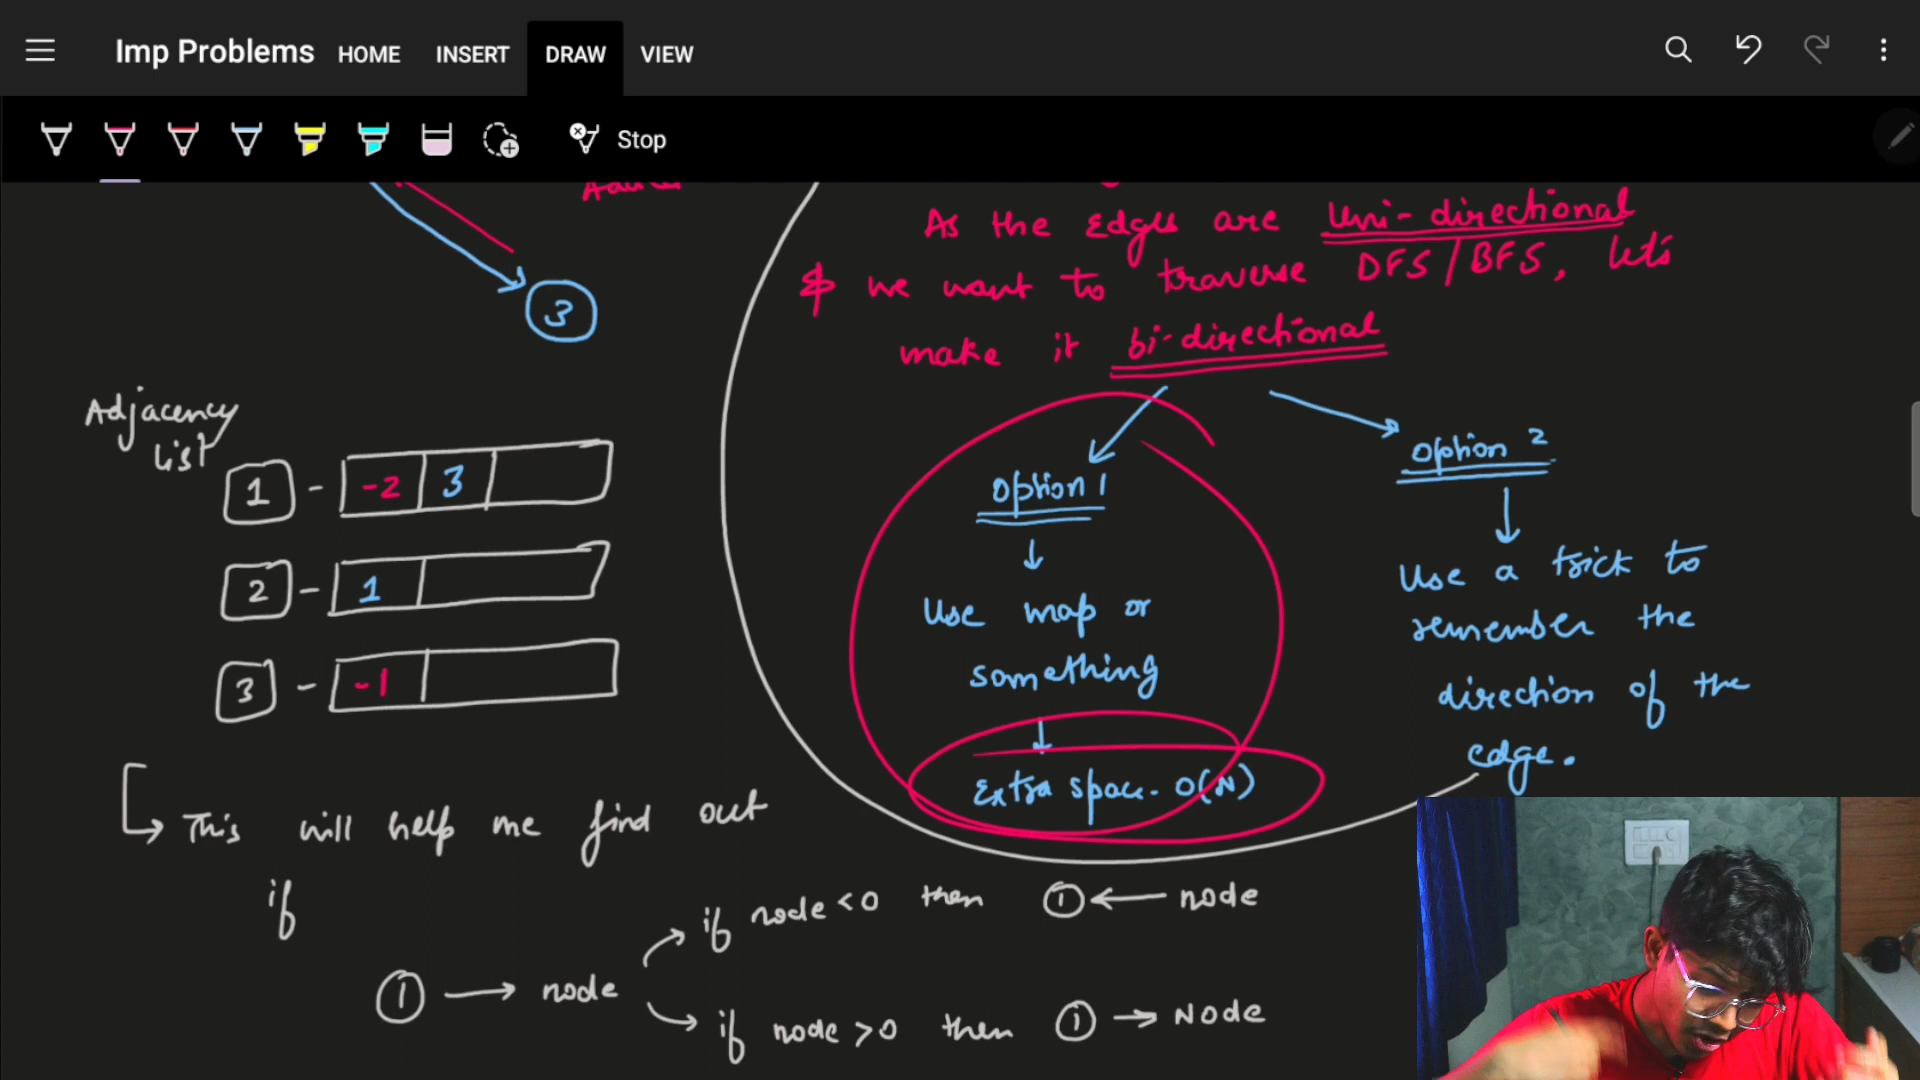 Imp Problems HOME INSERT DRAW VIEW
Stop
As the Edges are Uni-directional
& we want to traverse DFS/BFS, let's
make it bi-directional
3
Adjacency
List
1 - -2 3
2 - 1
3 - -1
Option 1
Use map or
something
Extra space - O(N)
Option 2
Use a trick to
remember the
direction of the
edge.
This will help me find out
if
1 → node
if node < 0 then 1 ← node
if node > 0 then 1 → NODE